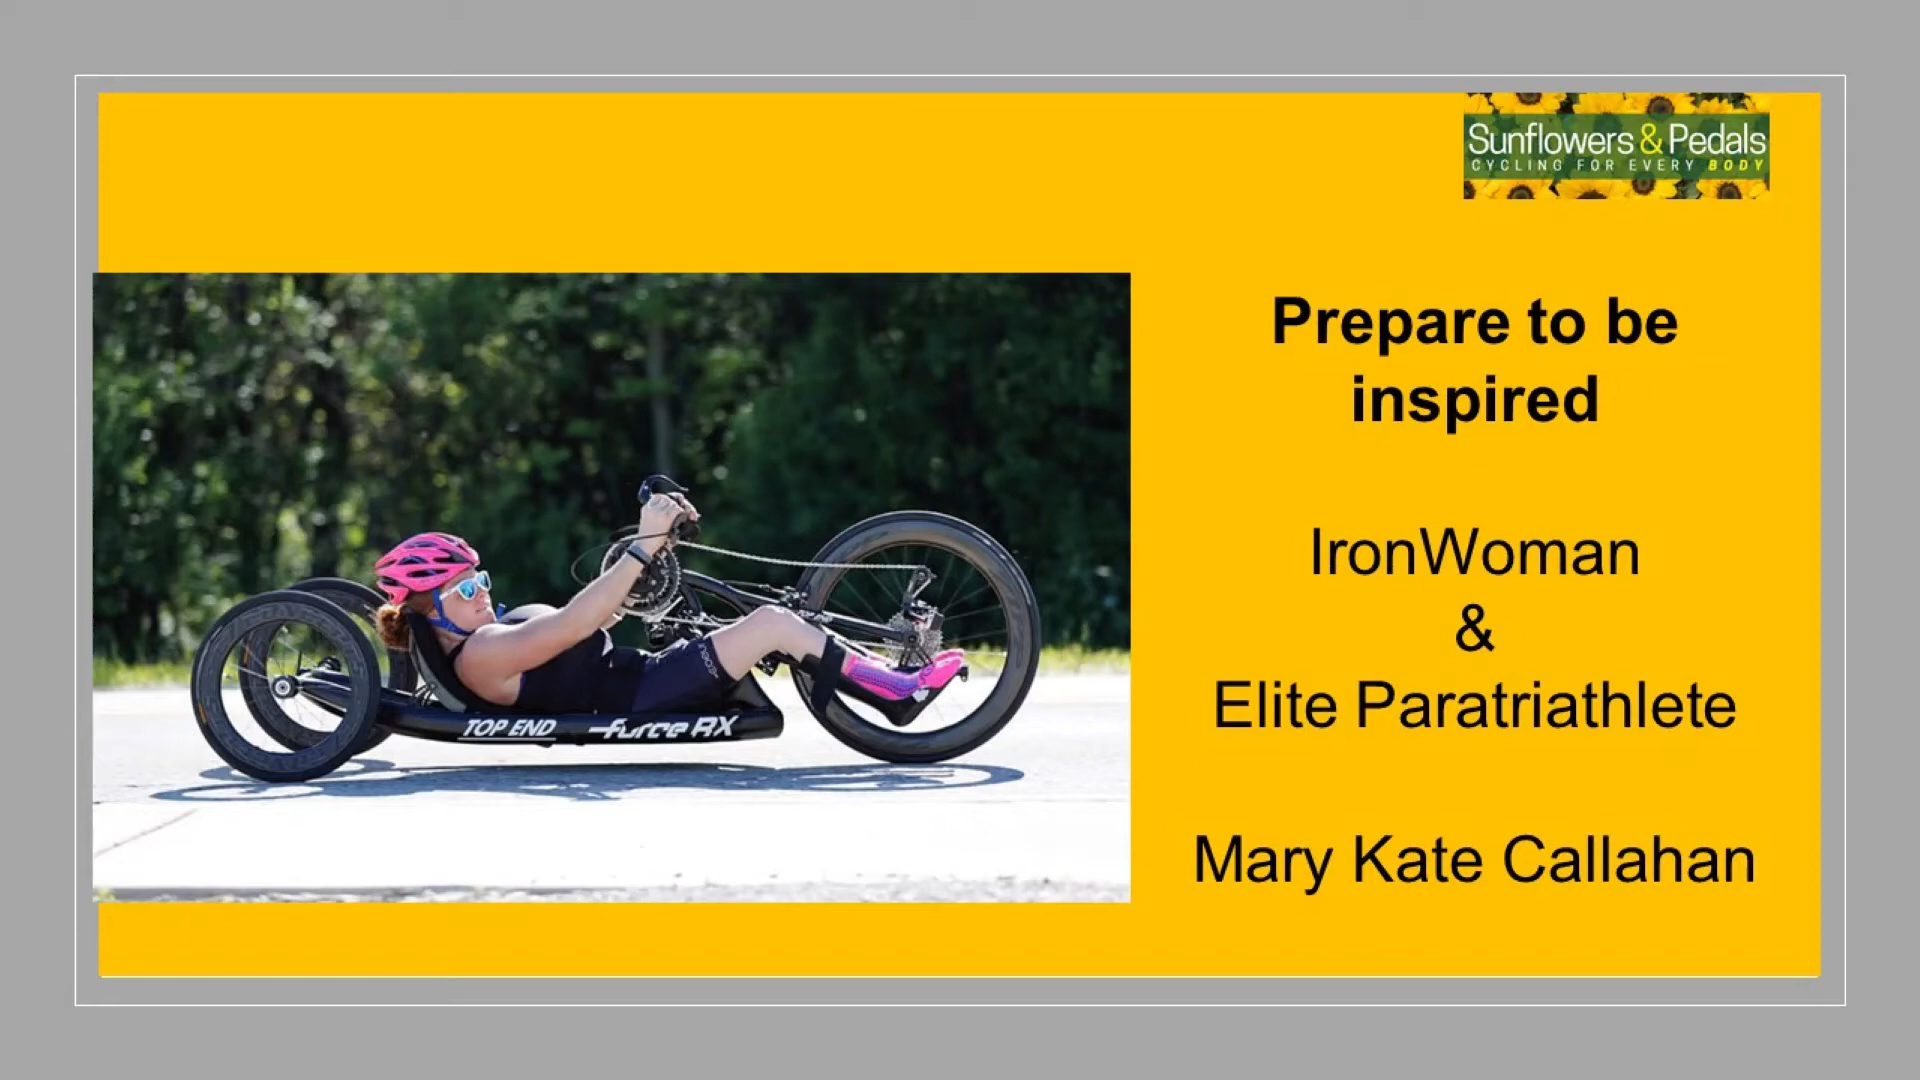 Sunflowers & Pedals
CYCLING FOR EVERY BODY
Prepare to be
inspired
IronWoman
&
Elite Paratriathlete
Mary Kate Callahan
TOP END force RX